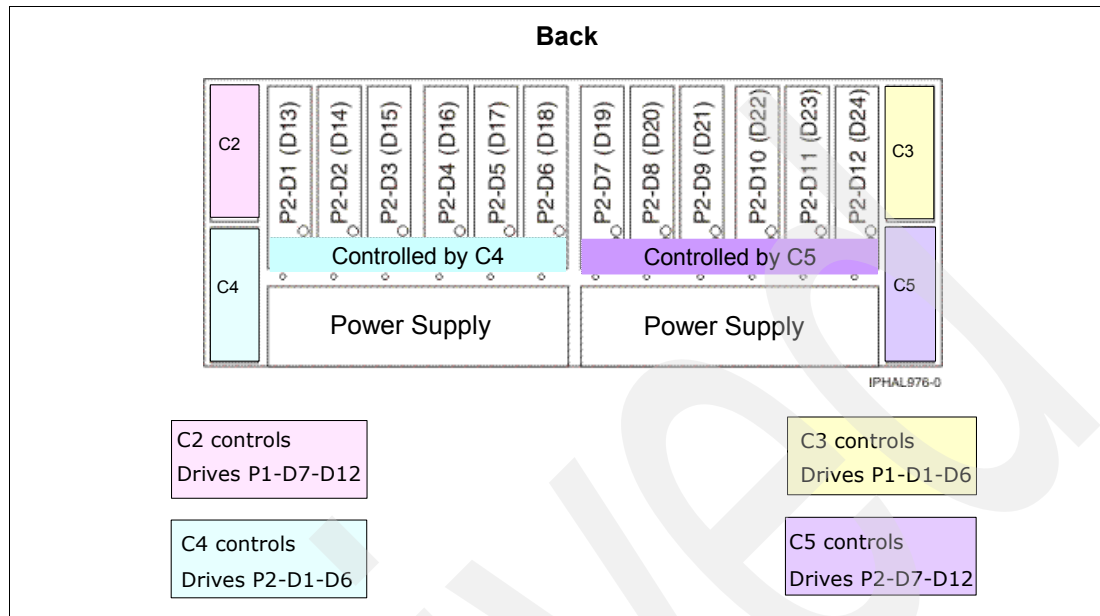 Back
C2
P2-D1 (D13)
P2-D2 (D14)
P2-D3 (D15)
P2-D4 (D16)
P2-D5 (D17)
P2-D6 (D18)
P2-D7 (D19)
P2-D8 (D20)
P2-D9 (D21)
P2-D10 (D22)
P2-D11 (D23)
P2-D12 (D24)
C3
Controlled by C4
Controlled by C5
C4
C5
Power Supply
Power Supply
IPHAL976-0
C2 controls
Drives P1-D7-D12
C3 controls
Drives P1-D1-D6
C4 controls
Drives P2-D1-D6
C5 controls
Drives P2-D7-D12